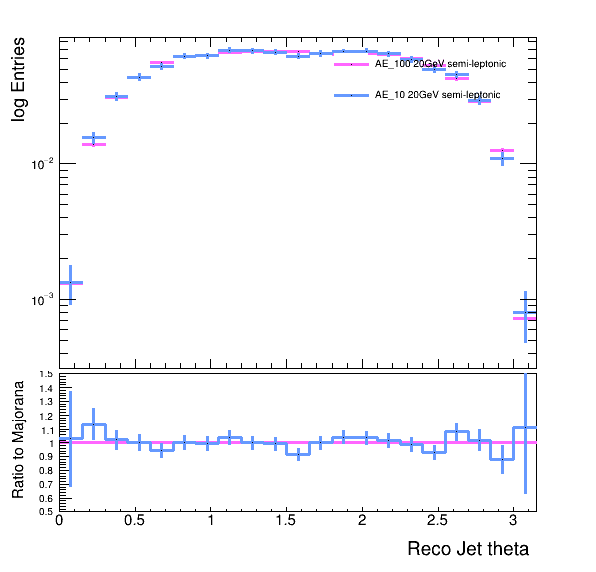 log Entries
AE_100 20GeV semi-leptonic
AE_10 20GeV semi-leptonic
10−2
10−3
Ratio to Majorana
1.5
1.4
1.3
1.2
1.1
1
0.9
0.8
0.7
0.6
0.5
0 0.5 1 1.5 2 2.5 3
Reco Jet theta